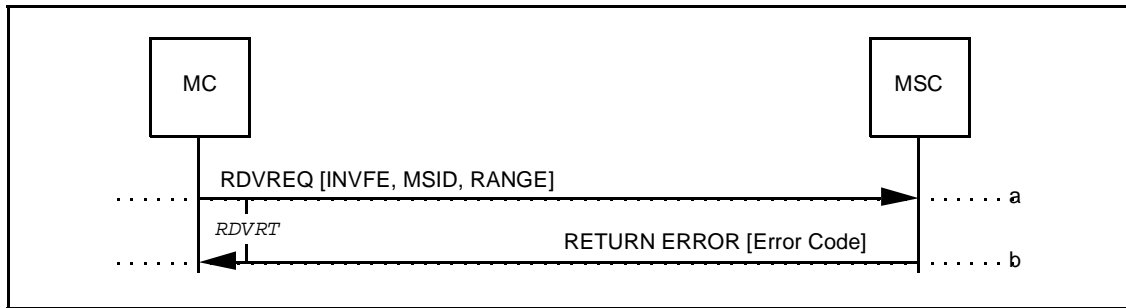 MC
MSC
RDVREQ [INVFE, MSID, RANGE]
a
RDVRT
RETURN ERROR [Error Code]
b